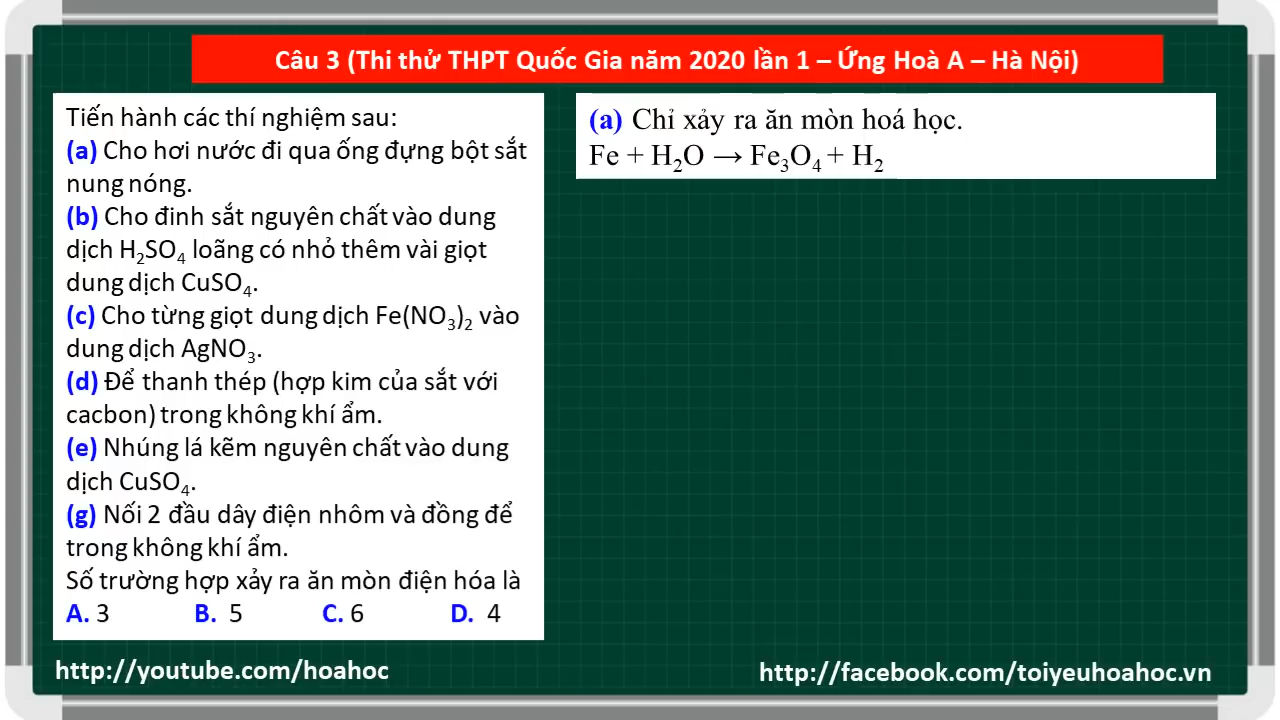 Câu 3 (Thi thử THPT Quốc Gia năm 2020 lần 1 – Ứng Hoà A – Hà Nội)
Tiến hành các thí nghiệm sau:
(a) Cho hơi nước đi qua ống đựng bột sắt
nung nóng.
(b) Cho đinh sắt nguyên chất vào dung
dịch H₂SO₄ loãng có nhỏ thêm vài giọt
dung dịch CuSO₄.
(c) Cho từng giọt dung dịch Fe(NO₃)₂ vào
dung dịch AgNO₃.
(d) Để thanh thép (hợp kim của sắt với
cacbon) trong không khí ẩm.
(e) Nhúng lá kẽm nguyên chất vào dung
dịch CuSO₄.
(g) Nối 2 đầu dây điện nhôm và đồng để
trong không khí ẩm.
Số trường hợp xảy ra ăn mòn điện hóa là
A. 3 B. 5 C. 6 D. 4
(a) Chỉ xảy ra ăn mòn hoá học.
Fe + H₂O → Fe₃O₄ + H₂
http://youtube.com/hoahoc
http://facebook.com/toiyeuhoahoc.vn